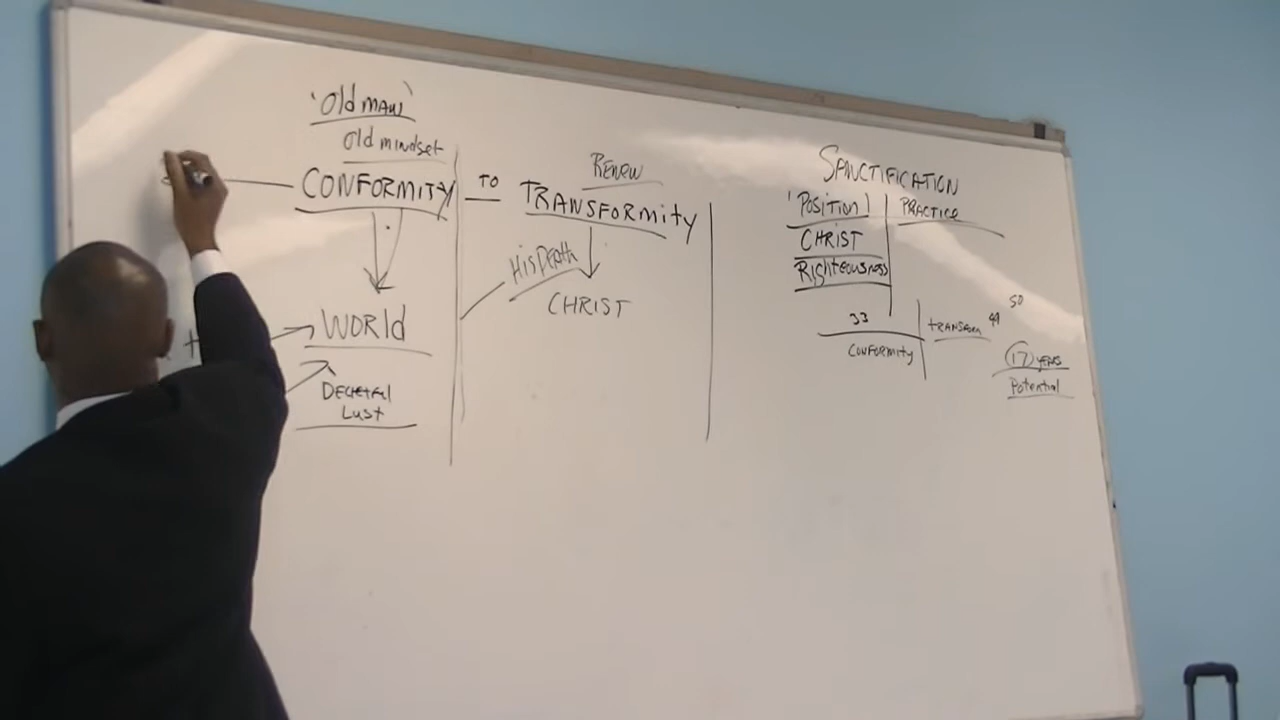 'Old man'
Old mindset
CONFORMITY
TO
RENEW
TRANSFORMITY
His Death
CHRIST
WORld
Lust
SANCTIFICATION
'Position'
PRACTICE
CHRIST
Righteousness
33
CONFORMITY
TRANSFORM
49
50
(17) YEARS
Potential